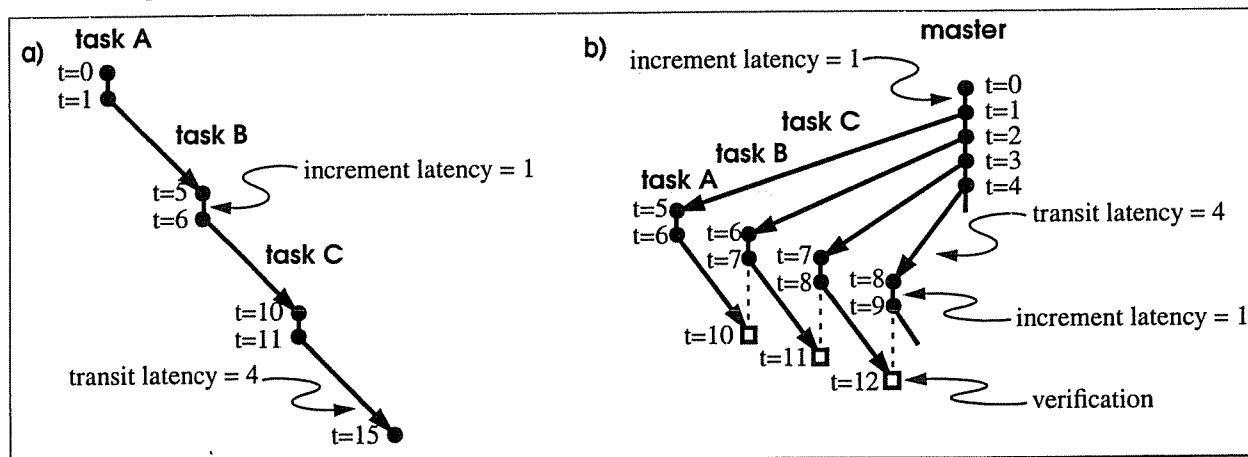 a)
task A
t=0
t=1
task B
t=5
t=6
increment latency = 1
task C
t=10
t=11
transit latency = 4
t=15
b)
master
increment latency = 1
t=0
t=1
t=2
t=3
t=4
task C
task B
task A
t=5
t=6
t=6
t=7
t=7
t=8
t=8
t=9
transit latency = 4
increment latency = 1
t=10
t=11
t=12
verification